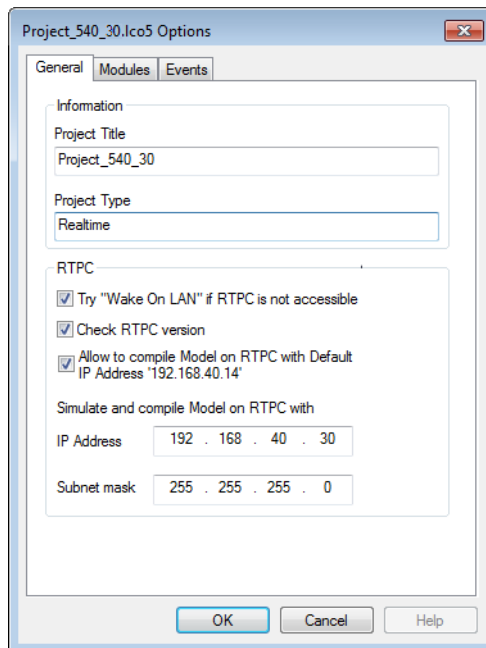 Project_540_30.lco5 Options
General Modules Events
Information
Project Title
Project_540_30
Project Type
Realtime
RTPC
Try "Wake On LAN" if RTPC is not accessible
Check RTPC version
Allow to compile Model on RTPC with Default
IP Address '192.168.40.14'
Simulate and compile Model on RTPC with
IP Address 192 . 168 . 40 . 30
Subnet mask 255 . 255 . 255 . 0
OK Cancel Help